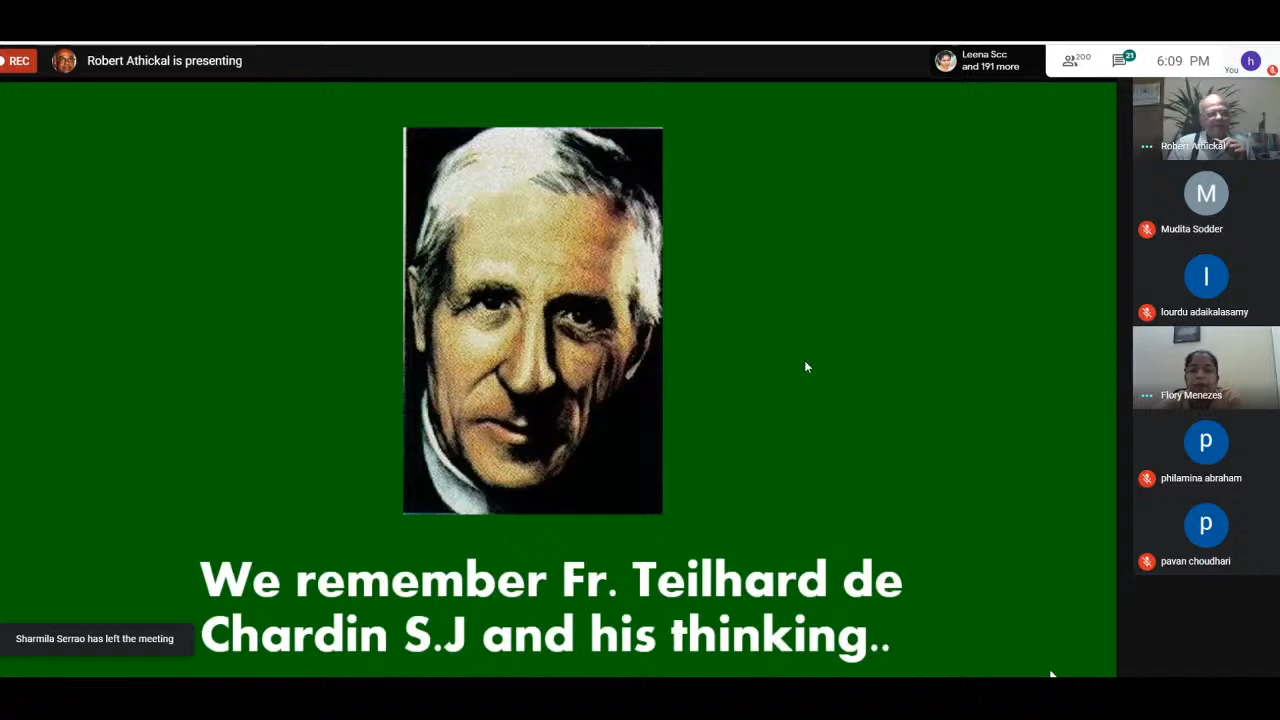 REC
Robert Athickal is presenting
Leena Scc
and 191 more
200
21
6:09 PM
You
h
Robert Athickal
M
Mudita Sodder
l
lourdu adaikalasamy
Flory Menezes
p
philamina abraham
p
pavan choudhari
We remember Fr. Teilhard de
Chardin S.J and his thinking..
Sharmila Serrao has left the meeting